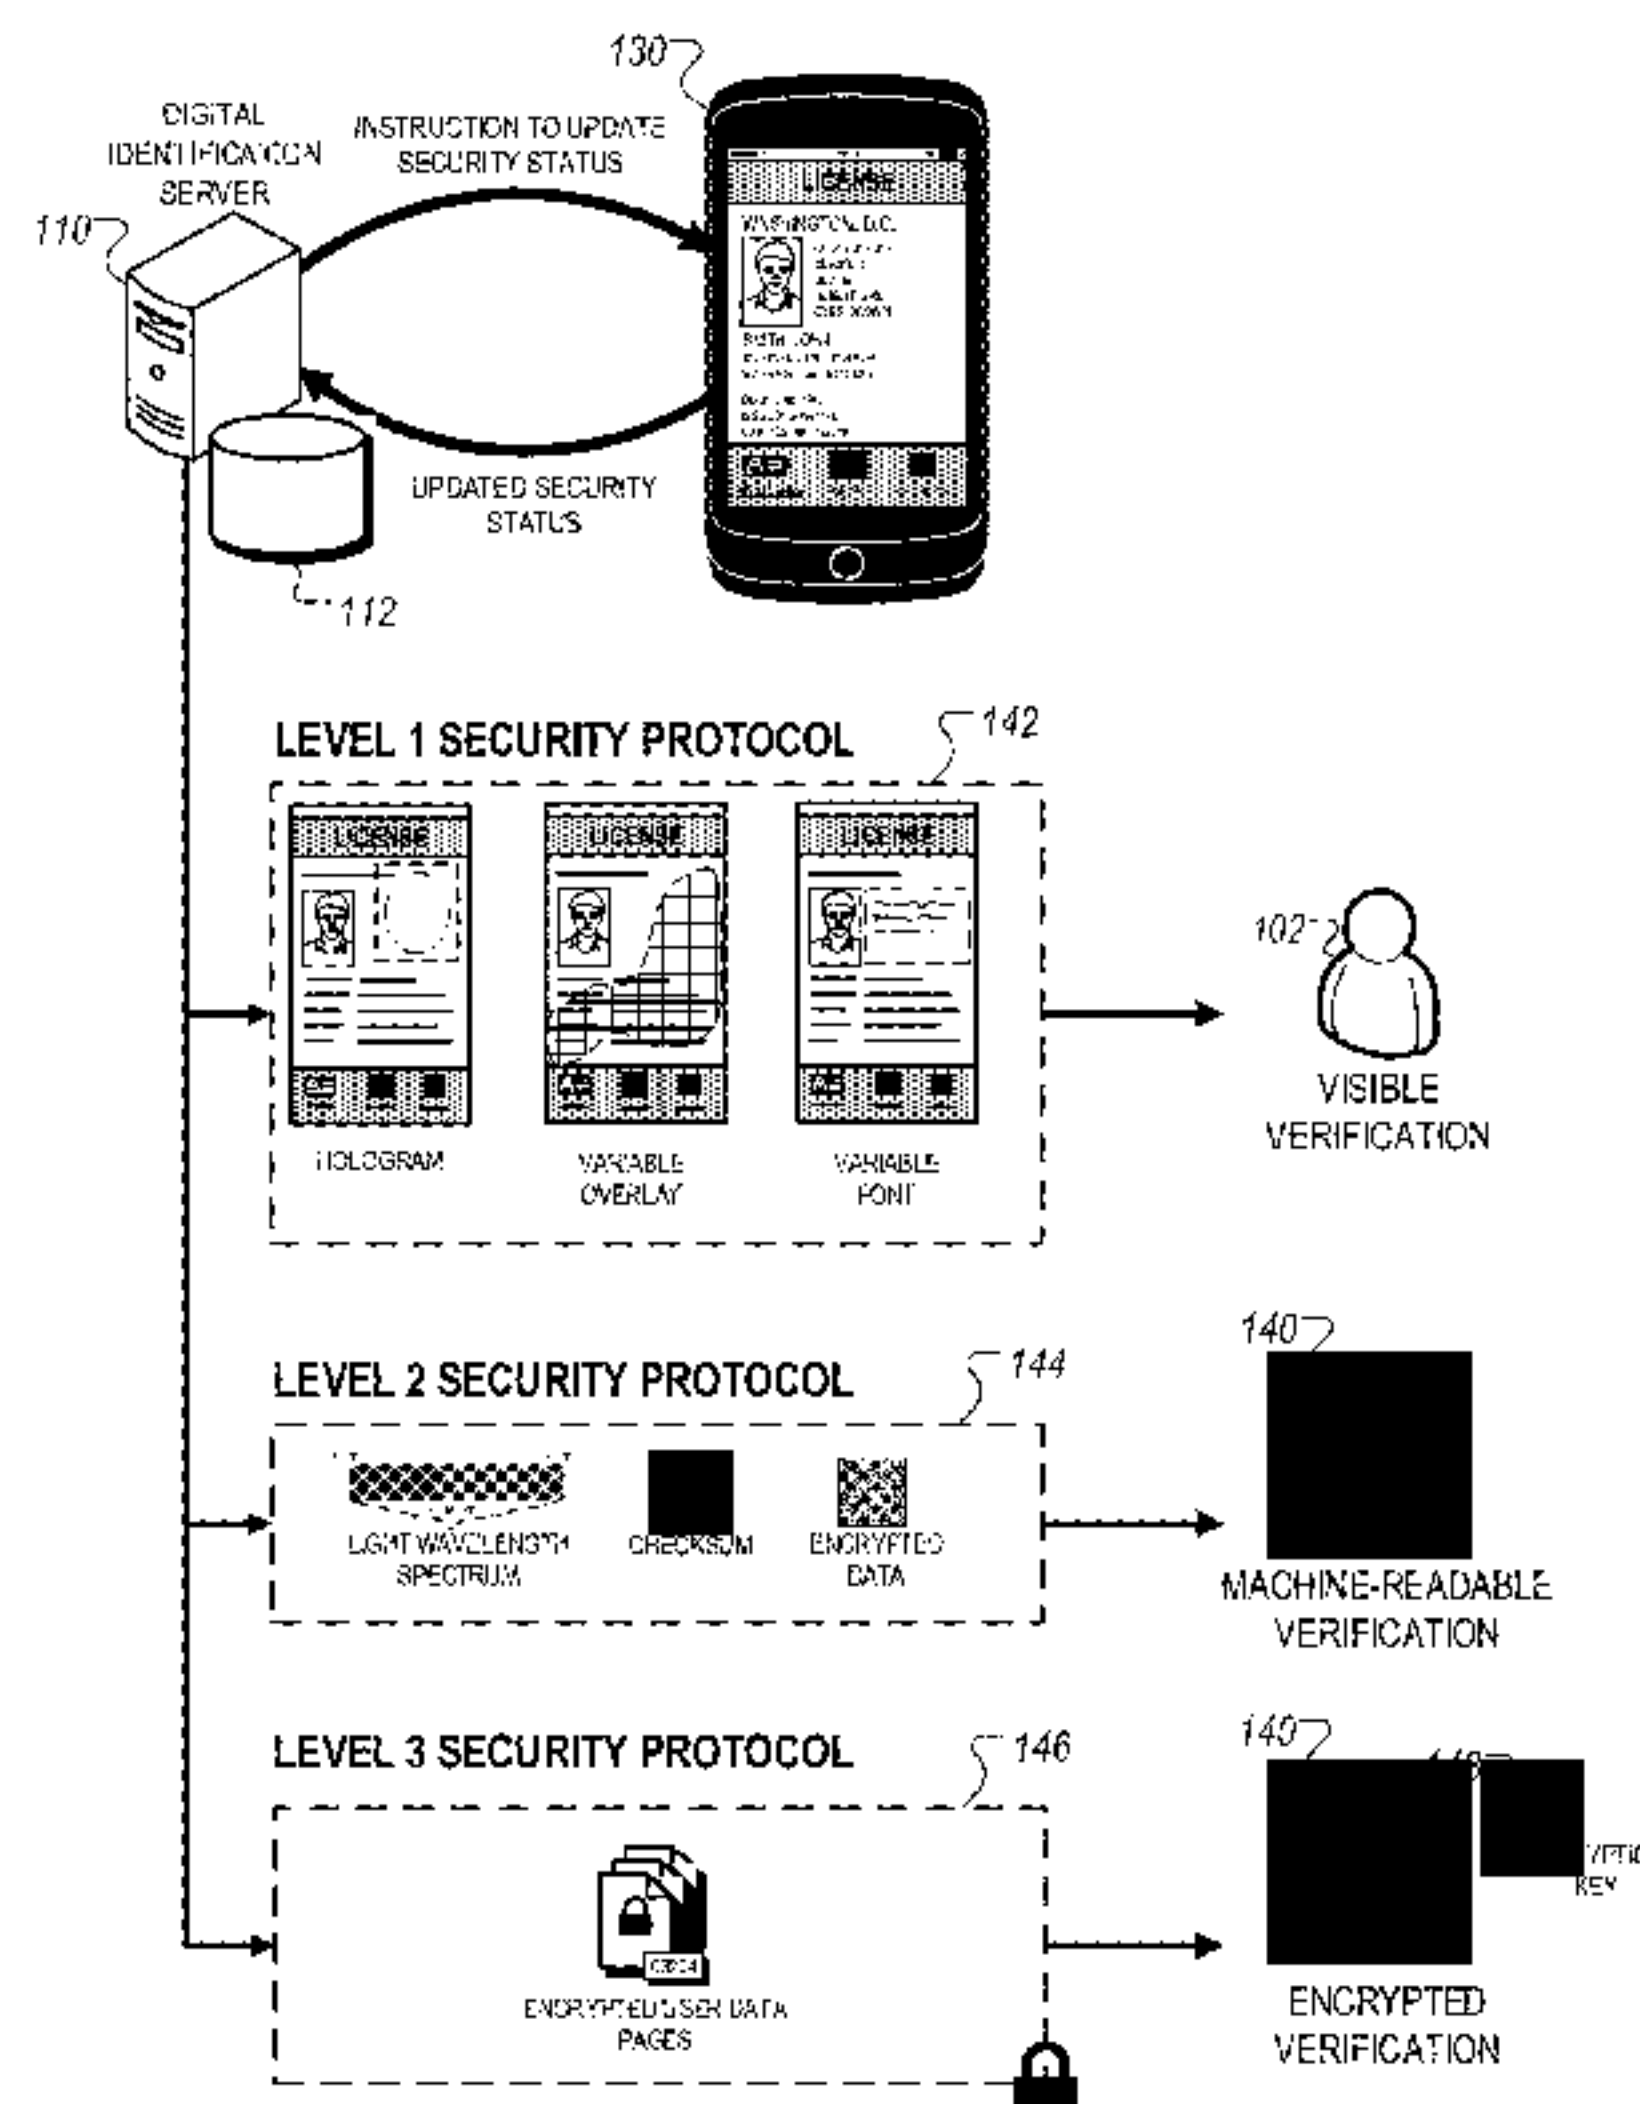 130
DIGITAL
IDENTIFICATION
SERVER
INSTRUCTION TO UPDATE
SECURITY STATUS
110
LICENSE
WASHINGTON, D.C.
UPDATED SECURITY
STATUS
112
LEVEL 1 SECURITY PROTOCOL
142
LICENSE
LICENSE
LICENSE
102
HOLOGRAM
VARIABLE
OVERLAY
VARIABLE
FONT
VISIBLE
VERIFICATION
140
LEVEL 2 SECURITY PROTOCOL
144
LIGHT WAVELENGTH
SPECTRUM
CHECKSUM
ENCRYPTED
DATA
MACHINE-READABLE
VERIFICATION
LEVEL 3 SECURITY PROTOCOL
146
140
KEY
ENCRYPTED USER DATA
PAGES
ENCRYPTED
VERIFICATION